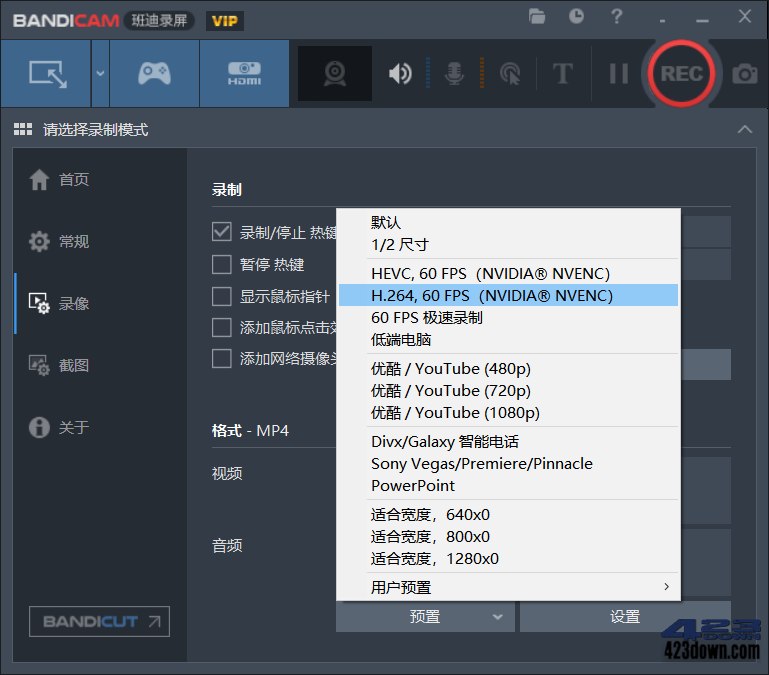 BANDICAM 班迪录屏 VIP
HDMI
T
REC
请选择录制模式
首页
常规
录像
截图
关于
BANDICUT
录制
录制/停止 热键
暂停 热键
显示鼠标指针
添加鼠标点击
添加网络摄像
格式 - MP4
视频
音频
默认
1/2 尺寸
HEVC, 60 FPS（NVIDIA® NVENC）
H.264, 60 FPS（NVIDIA® NVENC）
60 FPS 极速录制
低端电脑
优酷 / YouTube (480p)
优酷 / YouTube (720p)
优酷 / YouTube (1080p)
Divx/Galaxy 智能电话
Sony Vegas/Premiere/Pinnacle
PowerPoint
适合宽度，640x0
适合宽度，800x0
适合宽度，1280x0
用户预置
预置
设置
423
DOWN
423down.com